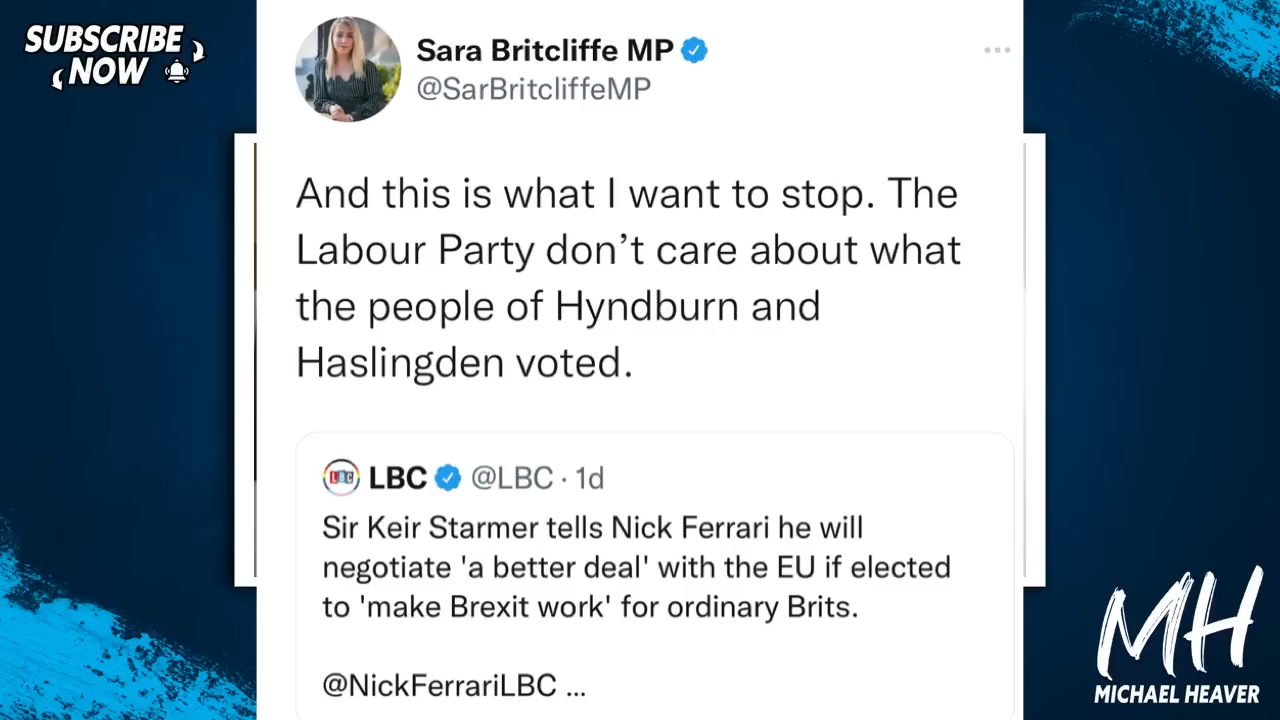 SUBSCRIBE
NOW
Sara Britcliffe MP
@SarBritcliffeMP
And this is what I want to stop. The
Labour Party don’t care about what
the people of Hyndburn and
Haslingden voted.
LBC
LBC @LBC · 1d
Sir Keir Starmer tells Nick Ferrari he will
negotiate 'a better deal' with the EU if elected
to 'make Brexit work' for ordinary Brits.
@NickFerrariLBC ...
MH
MICHAEL HEAVER